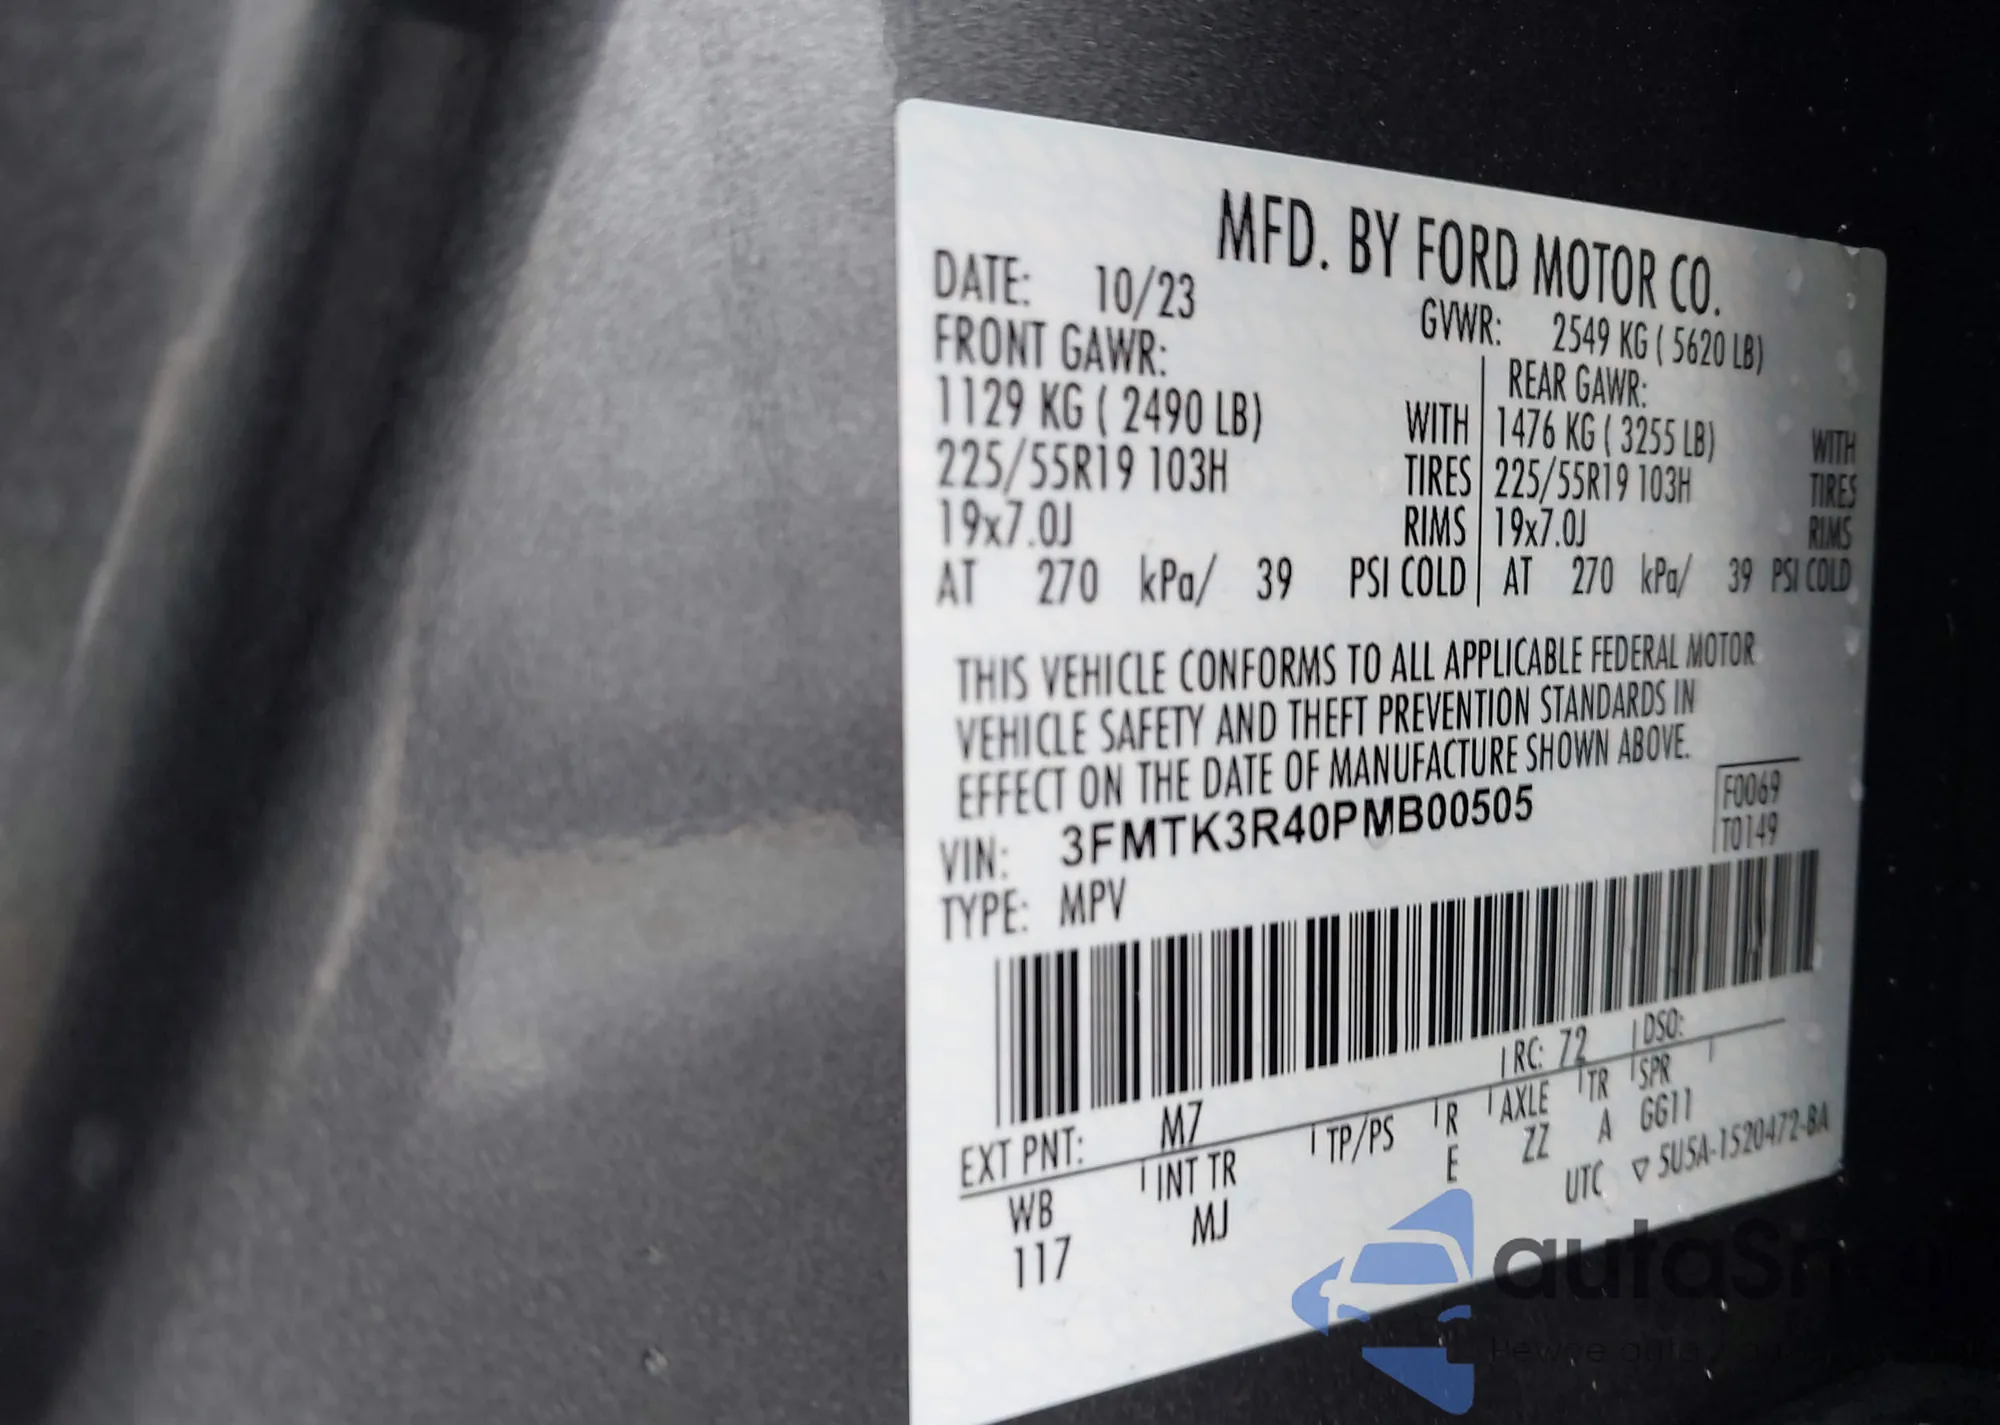 MFD. BY FORD MOTOR CO.
DATE: 10/23
GVWR: 2549 KG ( 5620 LB)
FRONT GAWR:
REAR GAWR:
1129 KG ( 2490 LB) WITH 1476 KG ( 3255 LB) WITH
225/55R19 103H TIRES 225/55R19 103H TIRES
19x7.0J RIMS 19x7.0J RIMS
AT 270 kPa/ 39 PSI COLD AT 270 kPa/ 39 PSI COLD
THIS VEHICLE CONFORMS TO ALL APPLICABLE FEDERAL MOTOR
VEHICLE SAFETY AND THEFT PREVENTION STANDARDS IN
EFFECT ON THE DATE OF MANUFACTURE SHOWN ABOVE.
VIN: 3FMTK3R40PMB00505
F0069
T0149
TYPE: MPV
EXT PNT: M7 RC: 72 DSO:
WB INT TR TP/PS R AXLE TR SPR
117 MJ E ZZ A GG11
UTC ▽ 5U5A-1520472-BA